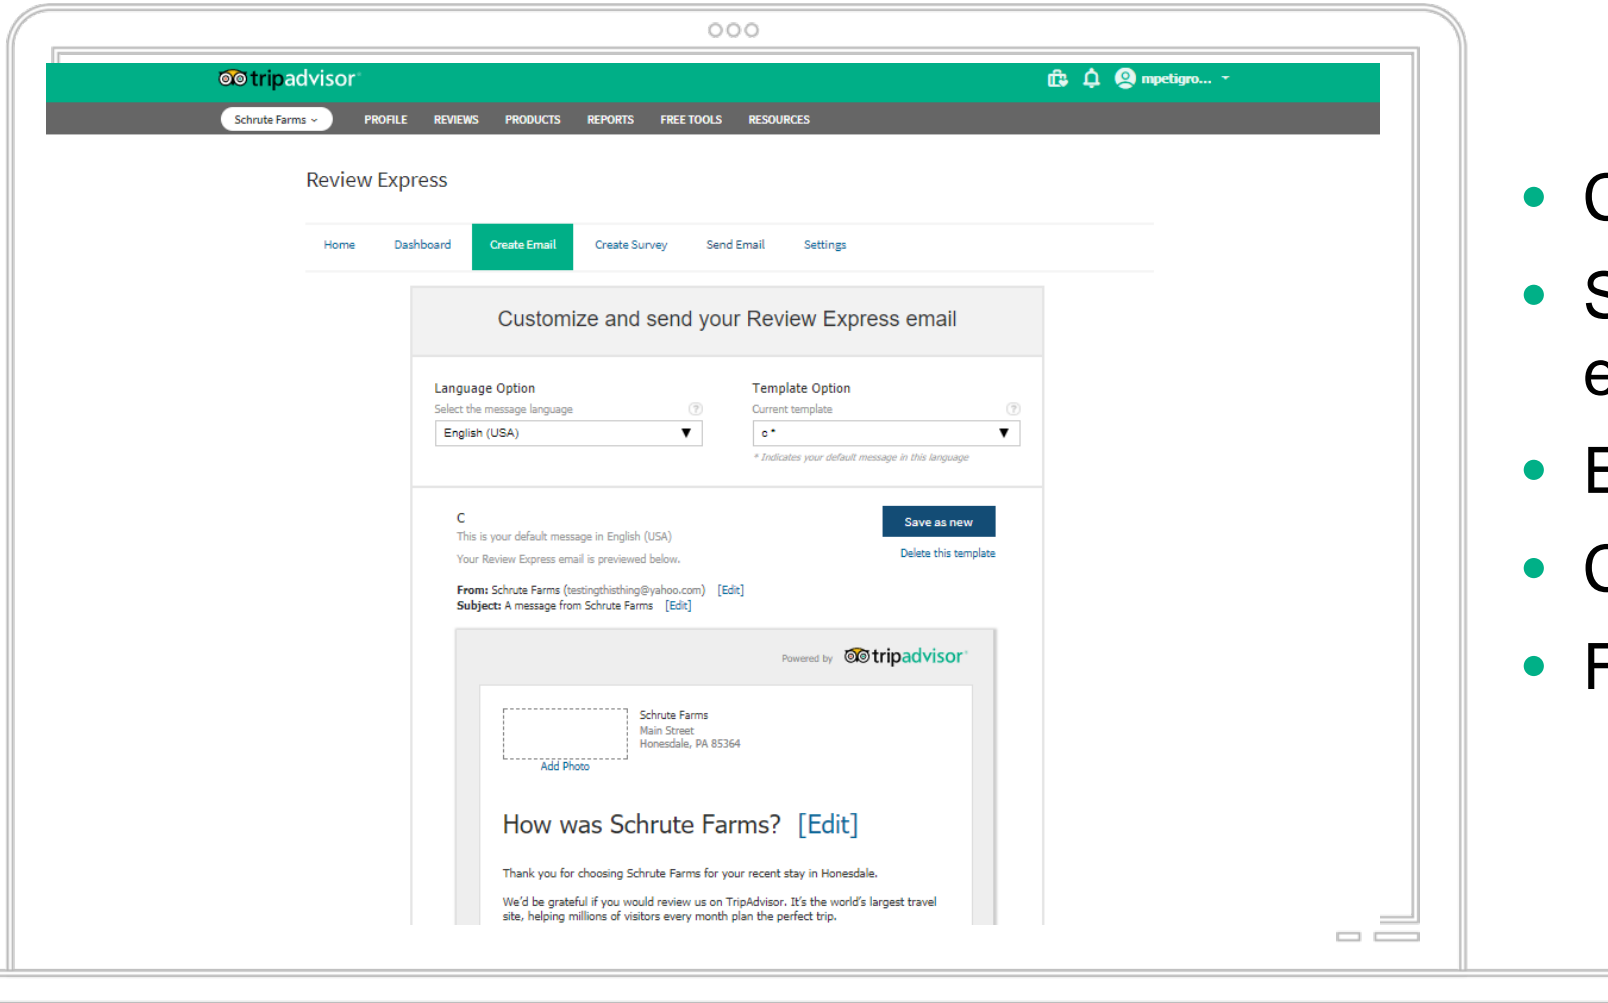 tripadvisor
mpetigro...
Schrute Farms PROFILE REVIEWS PRODUCTS REPORTS FREE TOOLS RESOURCES
Review Express
Home Dashboard Create Email Create Survey Send Email Settings
Customize and send your Review Express email
Language Option Template Option
Select the message language ? Current template ?
English (USA) ▼ c * ▼
* Indicates your default message in this language
C
Save as new
This is your default message in English (USA)
Your Review Express email is previewed below.
Delete this template
From: Schrute Farms (testingthisthing@yahoo.com) [Edit]
Subject: A message from Schrute Farms [Edit]
Powered by tripadvisor
Schrute Farms
Main Street
Honesdale, PA 85364
Add Photo
How was Schrute Farms? [Edit]
Thank you for choosing Schrute Farms for your recent stay in Honesdale.
We'd be grateful if you would review us on TripAdvisor. It's the world's largest travel
site, helping millions of visitors every month plan the perfect trip.